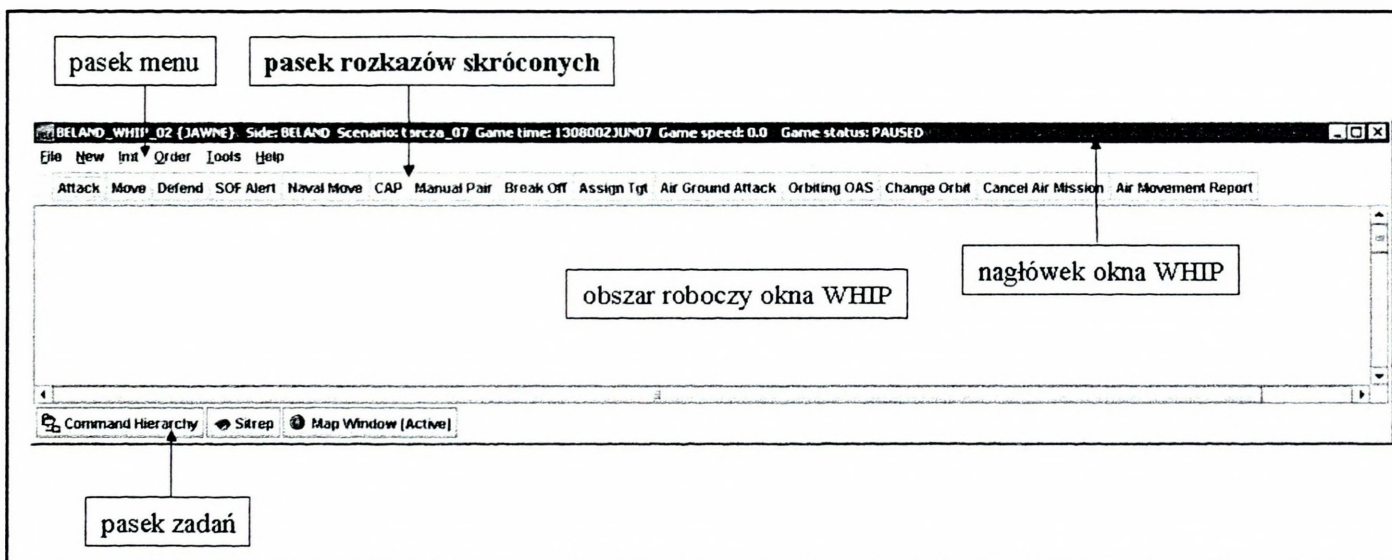 pasek menu
pasek rozkazów skróconych
BELAND_WHIP_02 {JAWNE} Side: BELAND Scenario: tarcza_07 Game time: 130800ZJUN07 Game speed: 0.0 Game status: PAUSED
File New Init Order Tools Help
Attack Move Defend SOF Alert Naval Move CAP Manual Pair Break Off Assign Tgt Air Ground Attack Orbiting OAS Change Orbit Cancel Air Mission Air Movement Report
nagłówek okna WHIP
obszar roboczy okna WHIP
Command Hierarchy Sitrep Map Window (Active)
pasek zadań